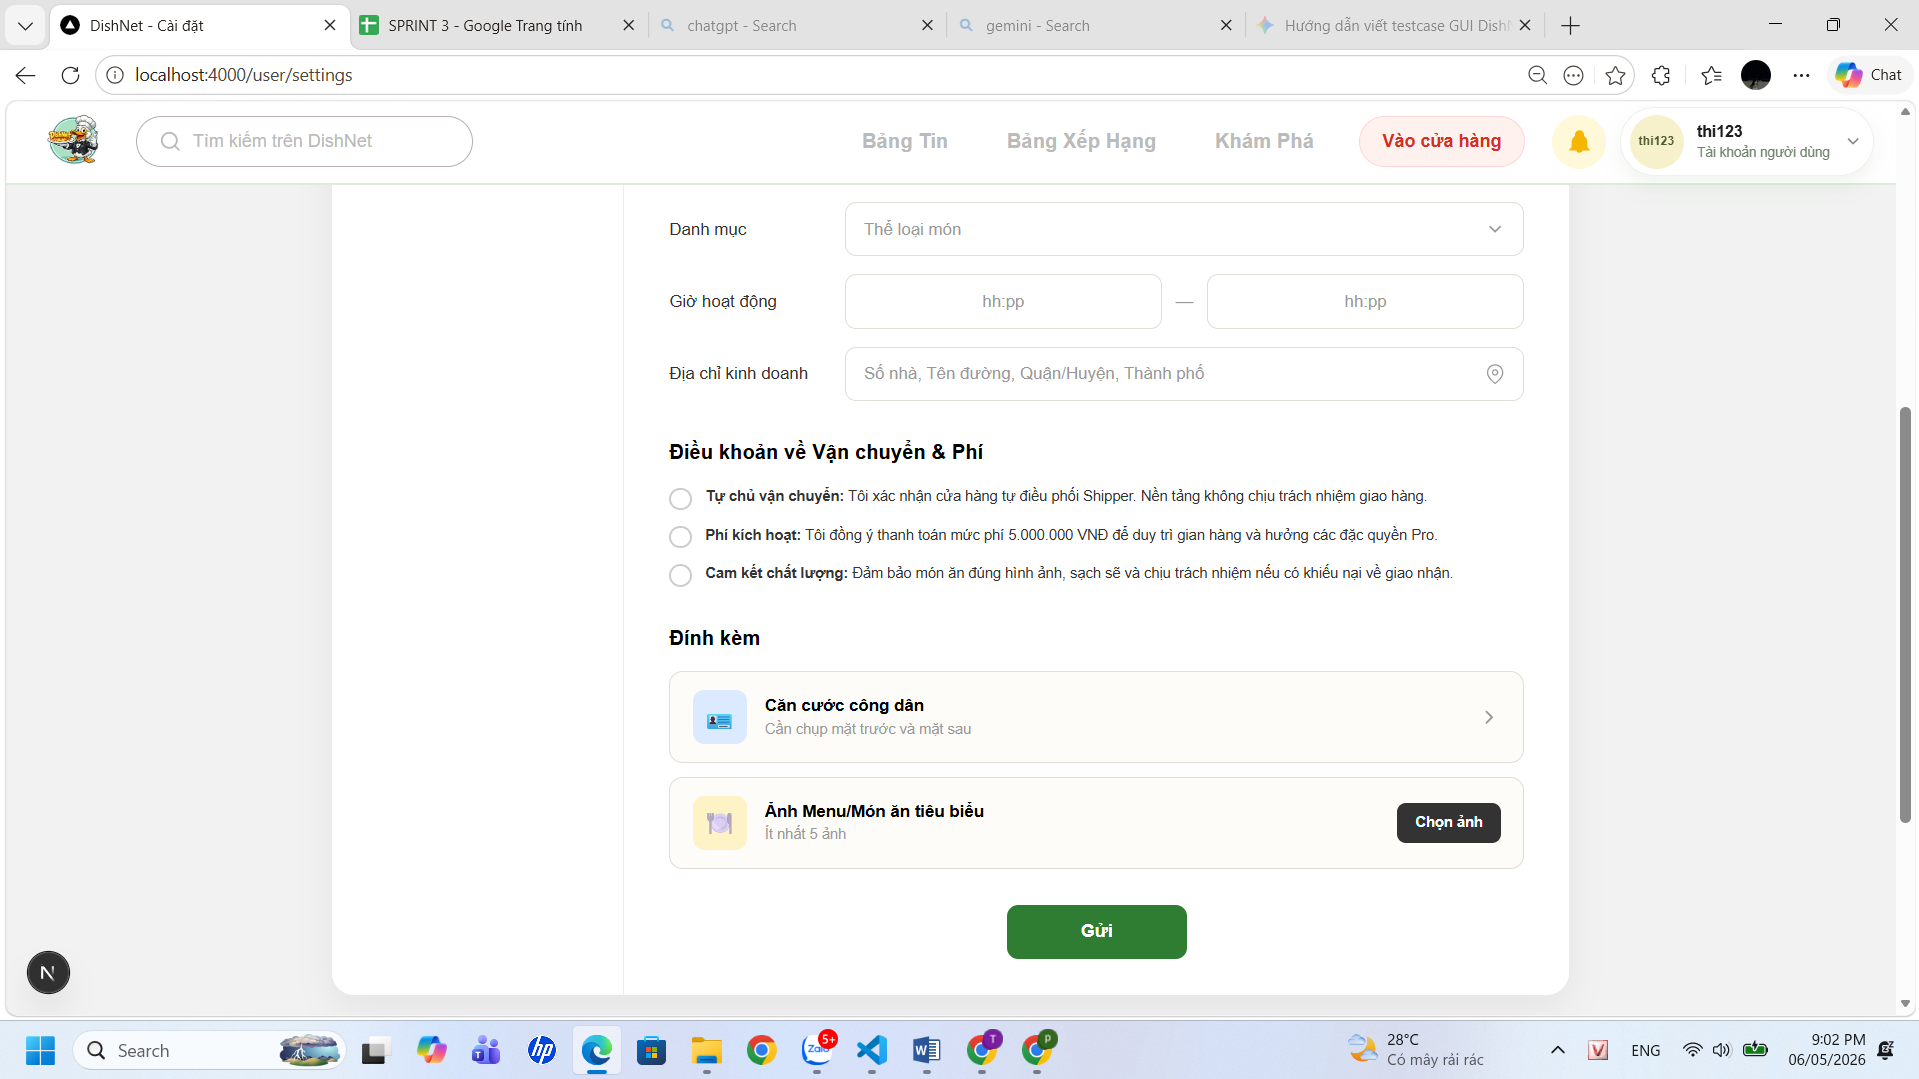 DishNet - Cài đặt
SPRINT 3 - Google Trang tính
chatgpt - Search
gemini - Search
Hướng dẫn viết testcase GUI Dish
localhost:4000/user/settings
Chat
Tìm kiếm trên DishNet
Bảng Tin
Bảng Xếp Hạng
Khám Phá
Vào cửa hàng
thi123
thi123
Tài khoản người dùng
Danh mục
Thể loại món
Giờ hoạt động
hh:pp
—
hh:pp
Địa chỉ kinh doanh
Số nhà, Tên đường, Quận/Huyện, Thành phố
Điều khoản về Vận chuyển & Phí
Tự chủ vận chuyển: Tôi xác nhận cửa hàng tự điều phối Shipper. Nền tảng không chịu trách nhiệm giao hàng.
Phí kích hoạt: Tôi đồng ý thanh toán mức phí 5.000.000 VNĐ để duy trì gian hàng và hưởng các đặc quyền Pro.
Cam kết chất lượng: Đảm bảo món ăn đúng hình ảnh, sạch sẽ và chịu trách nhiệm nếu có khiếu nại về giao nhận.
Đính kèm
Căn cước công dân
Cần chụp mặt trước và mặt sau
Ảnh Menu/Món ăn tiêu biểu
Ít nhất 5 ảnh
Chọn ảnh
Gửi
N
Search
hp
Zalo
5+
T
P
28°C
Có mây rải rác
V
ENG
9:02 PM
06/05/2026